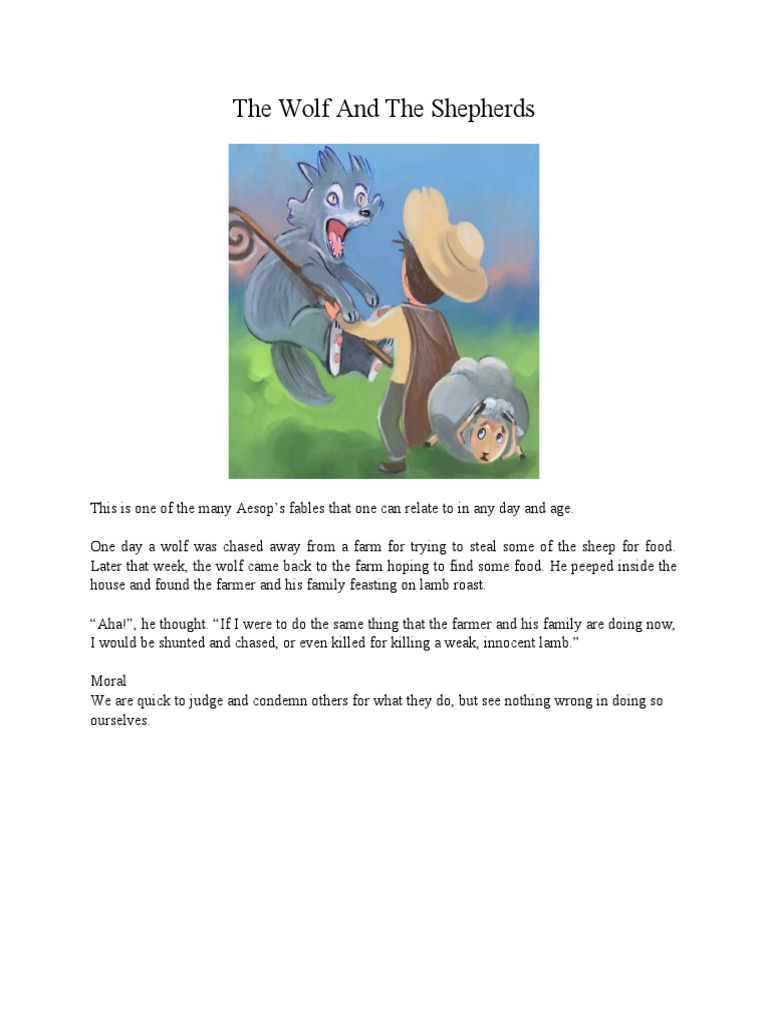 The Wolf And The Shepherds
This is one of the many Aesop’s fables that one can relate to in any day and age.
One day a wolf was chased away from a farm for trying to steal some of the sheep for food.
Later that week, the wolf came back to the farm hoping to find some food. He peeped inside the
house and found the farmer and his family feasting on lamb roast.
“Aha!”, he thought. “If I were to do the same thing that the farmer and his family are doing now,
I would be shunted and chased, or even killed for killing a weak, innocent lamb.”
Moral
We are quick to judge and condemn others for what they do, but see nothing wrong in doing so
ourselves.